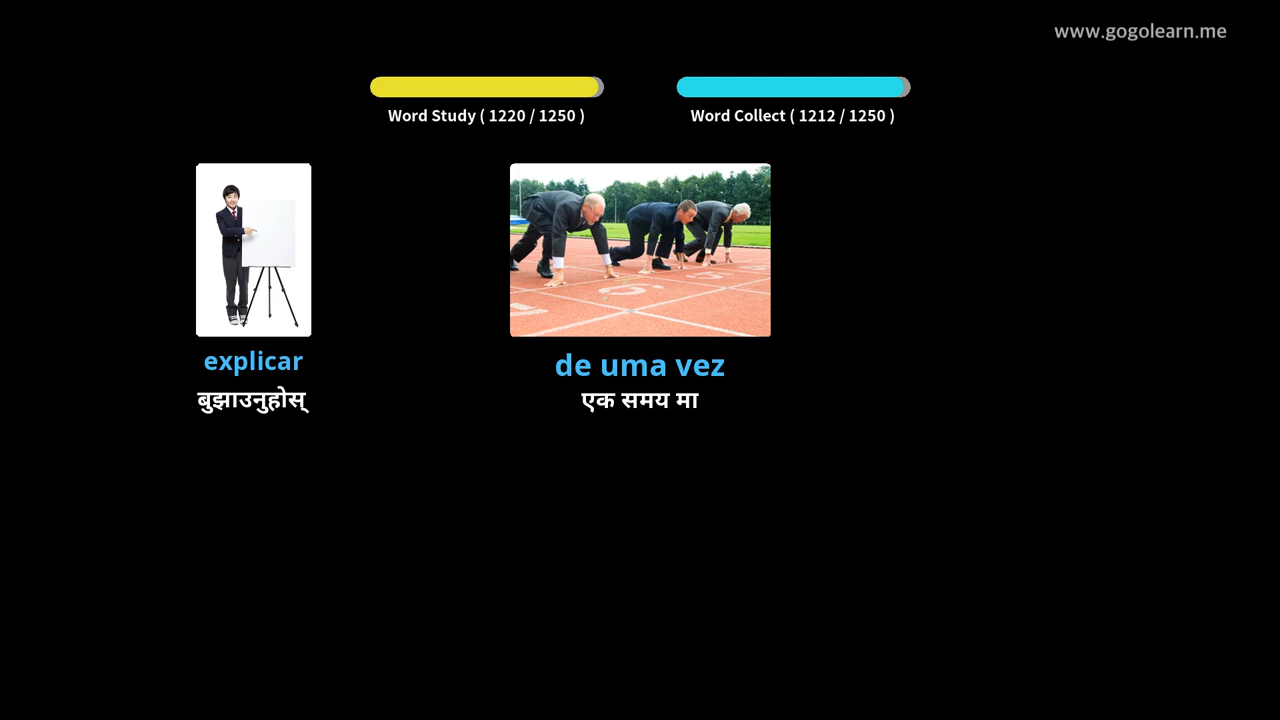 www.gogolearn.me
Word Study ( 1220 / 1250 )
Word Collect ( 1212 / 1250 )
explicar
बुझाउनुहोस्
de uma vez
एक समय मा